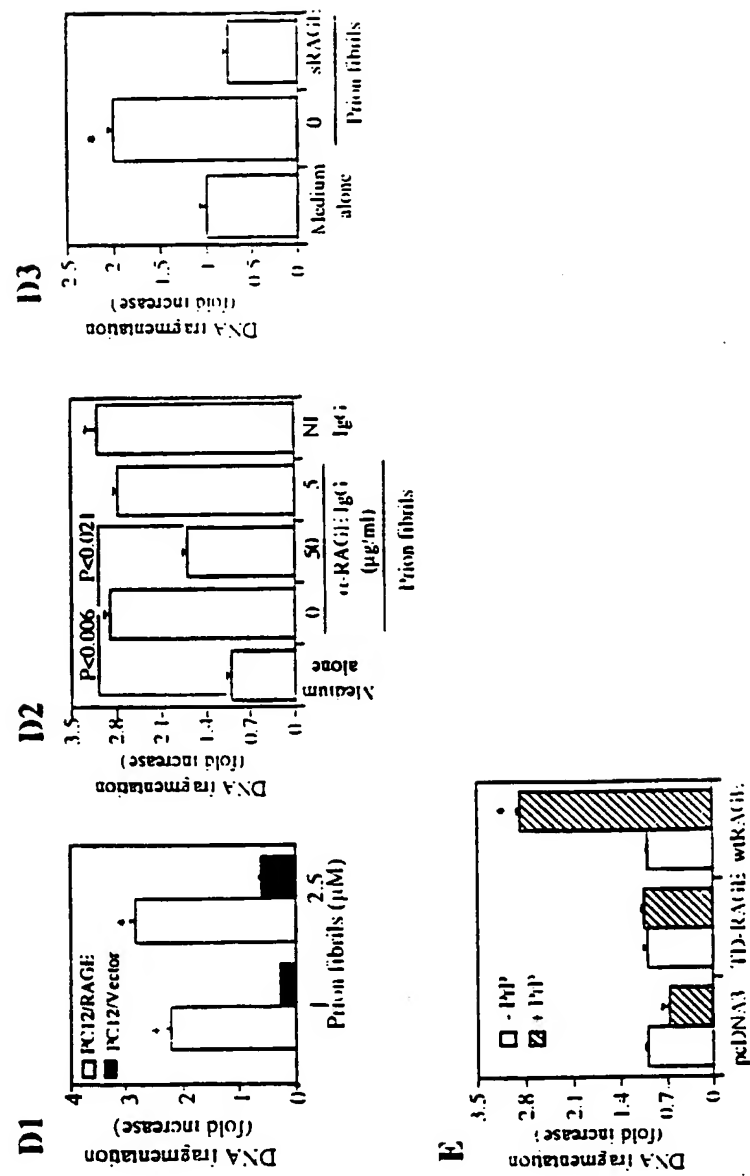 D1
DNA fragmentation
(fold increase)
4
3
2
1
0
PC12/RAGE
PC12/Vector
1 2.5
Prion fibrils (µM)
D2
DNA fragmentation
(fold increase)
3.5
2.8
2.1
1.4
0.7
0
P<0.006
P<0.021
Medium
alone
0 50 5
α-RAGE IgG
(µg/ml)
NI
IgG
Prion fibrils
D3
DNA fragmentation
(fold increase)
2.5
2
1.5
1
0.5
0
*
Medium
alone
0 sRAGE
Prion fibrils
E
DNA fragmentation
(fold increase)
3.5
2.8
2.1
1.4
0.7
0
- PrP
+ PrP
pcDNA3 TD-RAGE wtRAGE